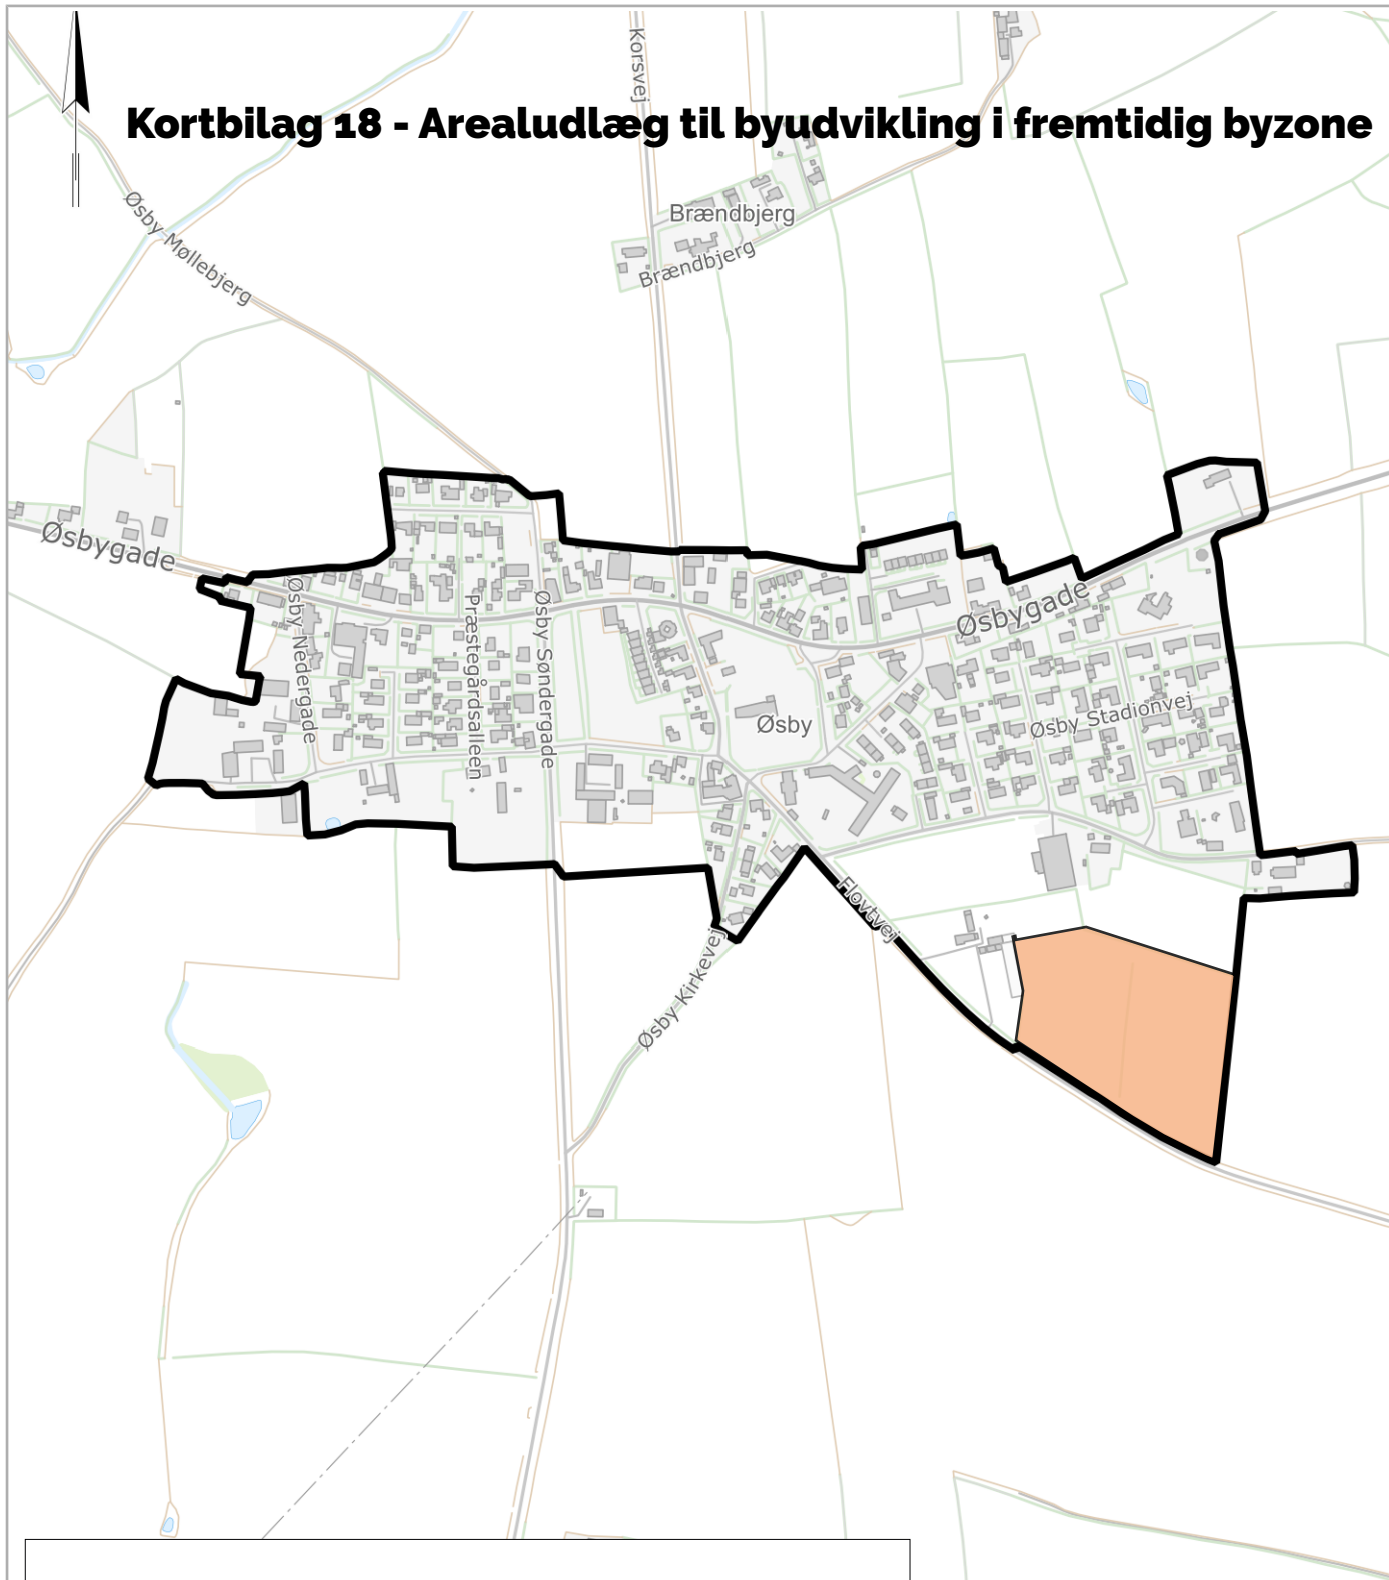 Korsvej
Kortbilag 18 - Arealudlæg til byudvikling i fremtidig byzone
Øsby Møllebjerg
Brændbjerg
Brændbjerg
Øsbygade
Øsby Nedergade
Præstegårdsalleen
Øsby Søndergade
Øsbygade
Øsby
Øsby Stadionvej
Flovtvej
Øsby Kirkevej